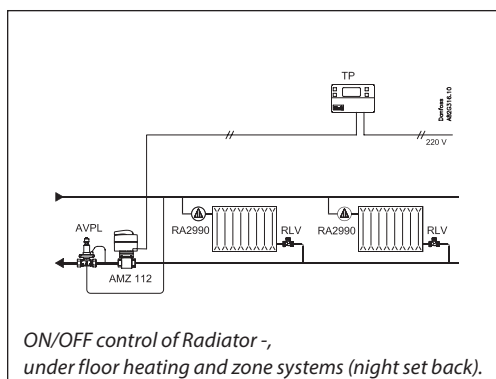 TP
Danfoss
A82G316.10
220 V
AVPL
RA2990
RLV
RA2990
RLV
AMZ 112
ON/OFF control of Radiator -,
under floor heating and zone systems (night set back).